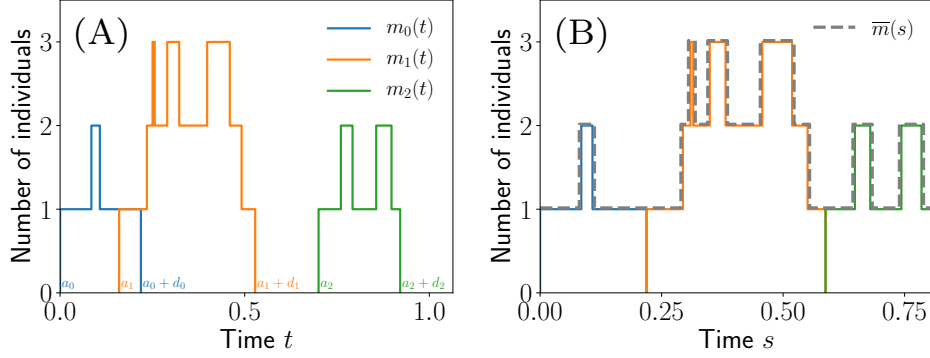 (A)
m₀(t)
m₁(t)
m₂(t)
Number of individuals
3
2
1
0
a₀
a₁
a₀ + d₀
a₁ + d₁
a₂
a₂ + d₂
0.0
0.5
1.0
Time t
(B)
m̅(s)
Number of individuals
3
2
1
0
0.00
0.25
0.50
0.75
Time s